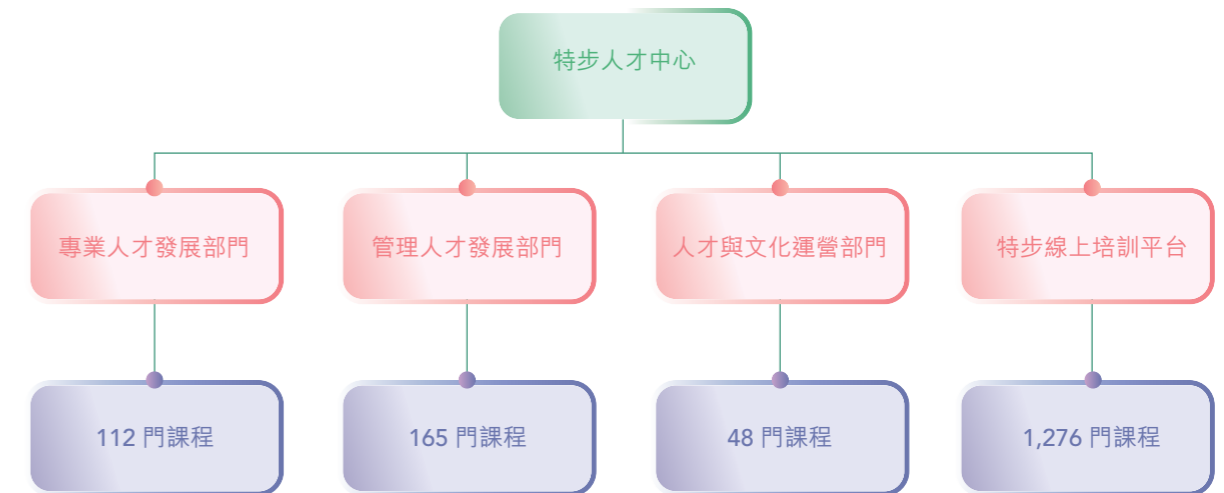 特步人才中心
專業人才發展部門
管理人才發展部門
人才與文化運營部門
特步線上培訓平台
112 門課程
165 門課程
48 門課程
1,276 門課程